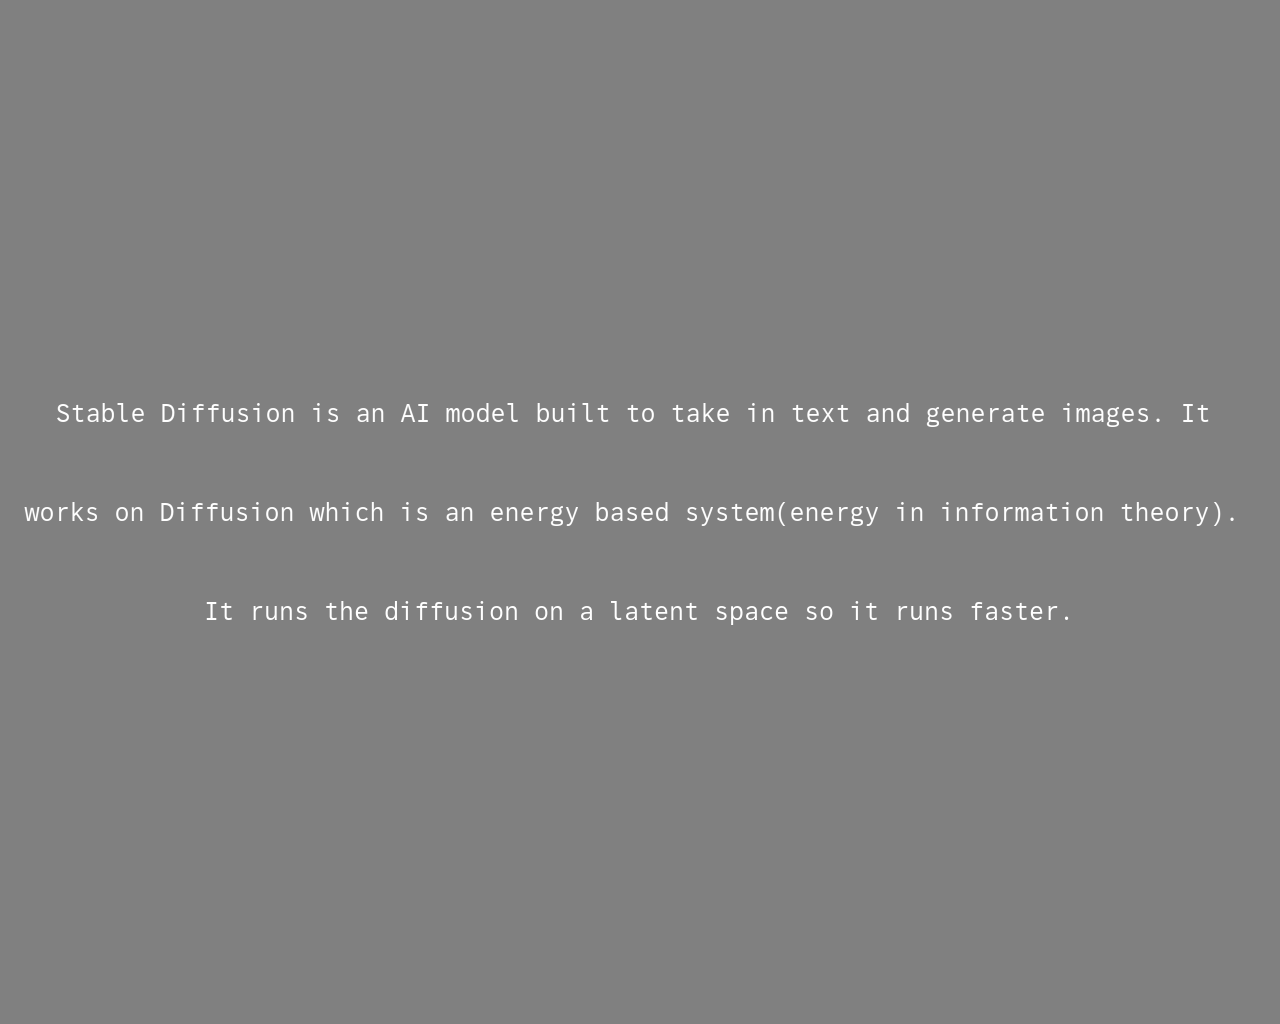 Stable Diffusion is an AI model built to take in text and generate images. It
works on Diffusion which is an energy based system(energy in information theory).
It runs the diffusion on a latent space so it runs faster.